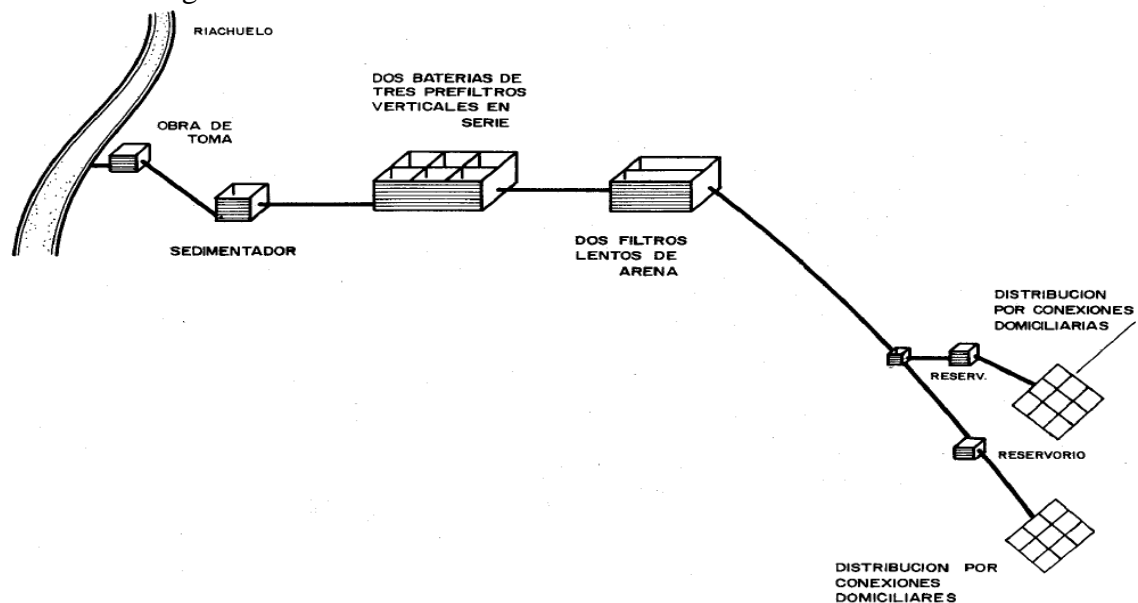 RIACHUELO
OBRA DE
TOMA
SEDIMENTADOR
DOS BATERIAS DE
TRES PREFILTROS
VERTICALES EN
SERIE
DOS FILTROS
LENTOS DE
ARENA
DISTRIBUCION
POR CONEXIONES
DOMICILIARIAS
RESERV.
RESERVORIO
DISTRIBUCION POR
CONEXIONES
DOMICILIARES